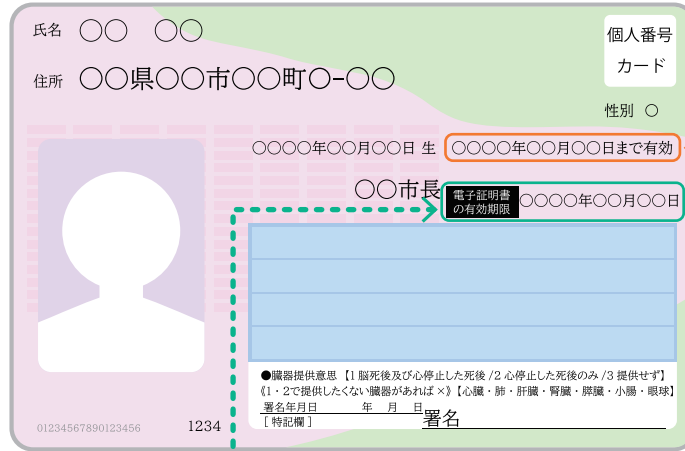 氏名 〇〇 〇〇
個人番号
カード
住所 〇〇県〇〇市〇〇町〇-〇〇
性別 〇
〇〇〇〇年〇〇月〇〇日 生 〇〇〇〇年〇〇月〇〇日まで有効
〇〇市長
電子証明書
の有効期限
〇〇〇〇年〇〇月〇〇日
●臓器提供意思【1 脳死後及び心停止した死後 /2 心停止した死後のみ /3 提供せず】
《1・2で提供したくない臓器があれば ×》【心臓・肺・肝臓・腎臓・膵臓・小腸・眼球】
署名年月日 年 月 日
[ 特記欄 ]
署名
01234567890123456
1234